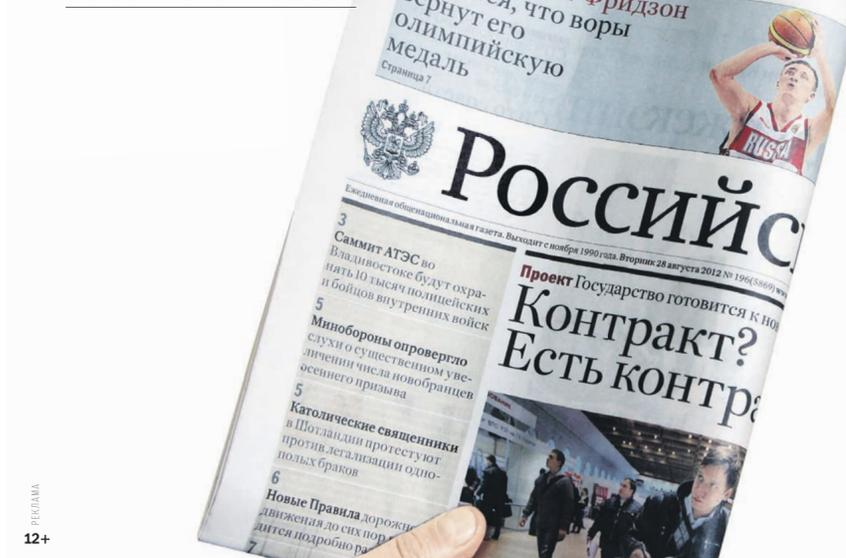 Фридзон
что воры
его
олимпийскую
медаль
Страница 7
RUSSIA
Российс
Ежедневная общенациональная газета. Выходит с ноября 1990 года. Вторник 28 августа 2012 № 196(5869)
3
Саммит АТЭС во
Владивостоке будут охра-
нять 10 тысяч полицейских
и бойцов внутренних войск
5
Минобороны опровергло
слухи о существенном уве-
личении числа новобранцев
осеннего призыва
5
Католические священники
в Шотландии протестуют
против легализации одно-
полых браков
6
Новые Правила дорожно
движения до сих пор
дится подробно ра
7
Проект Государство готовится к но
Контракт?
Есть контра
РЕКЛАМА
12+